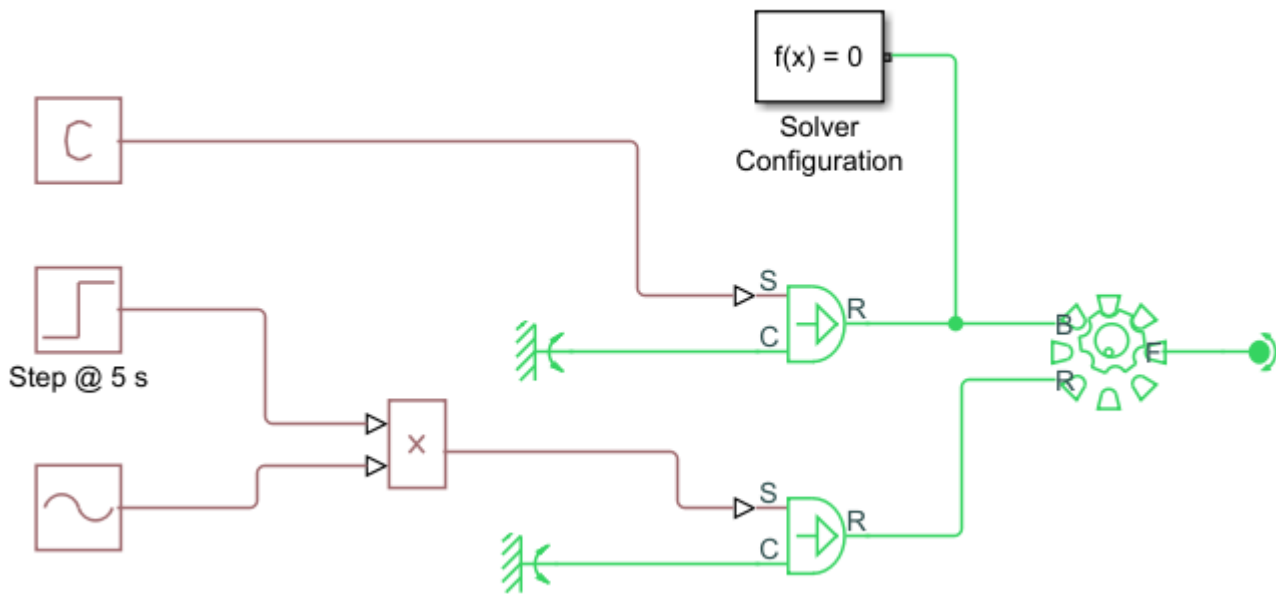 f(x) = 0
Solver
Configuration
C
Step @ 5 s
S
C
R
B
F
R
×
S
C
R